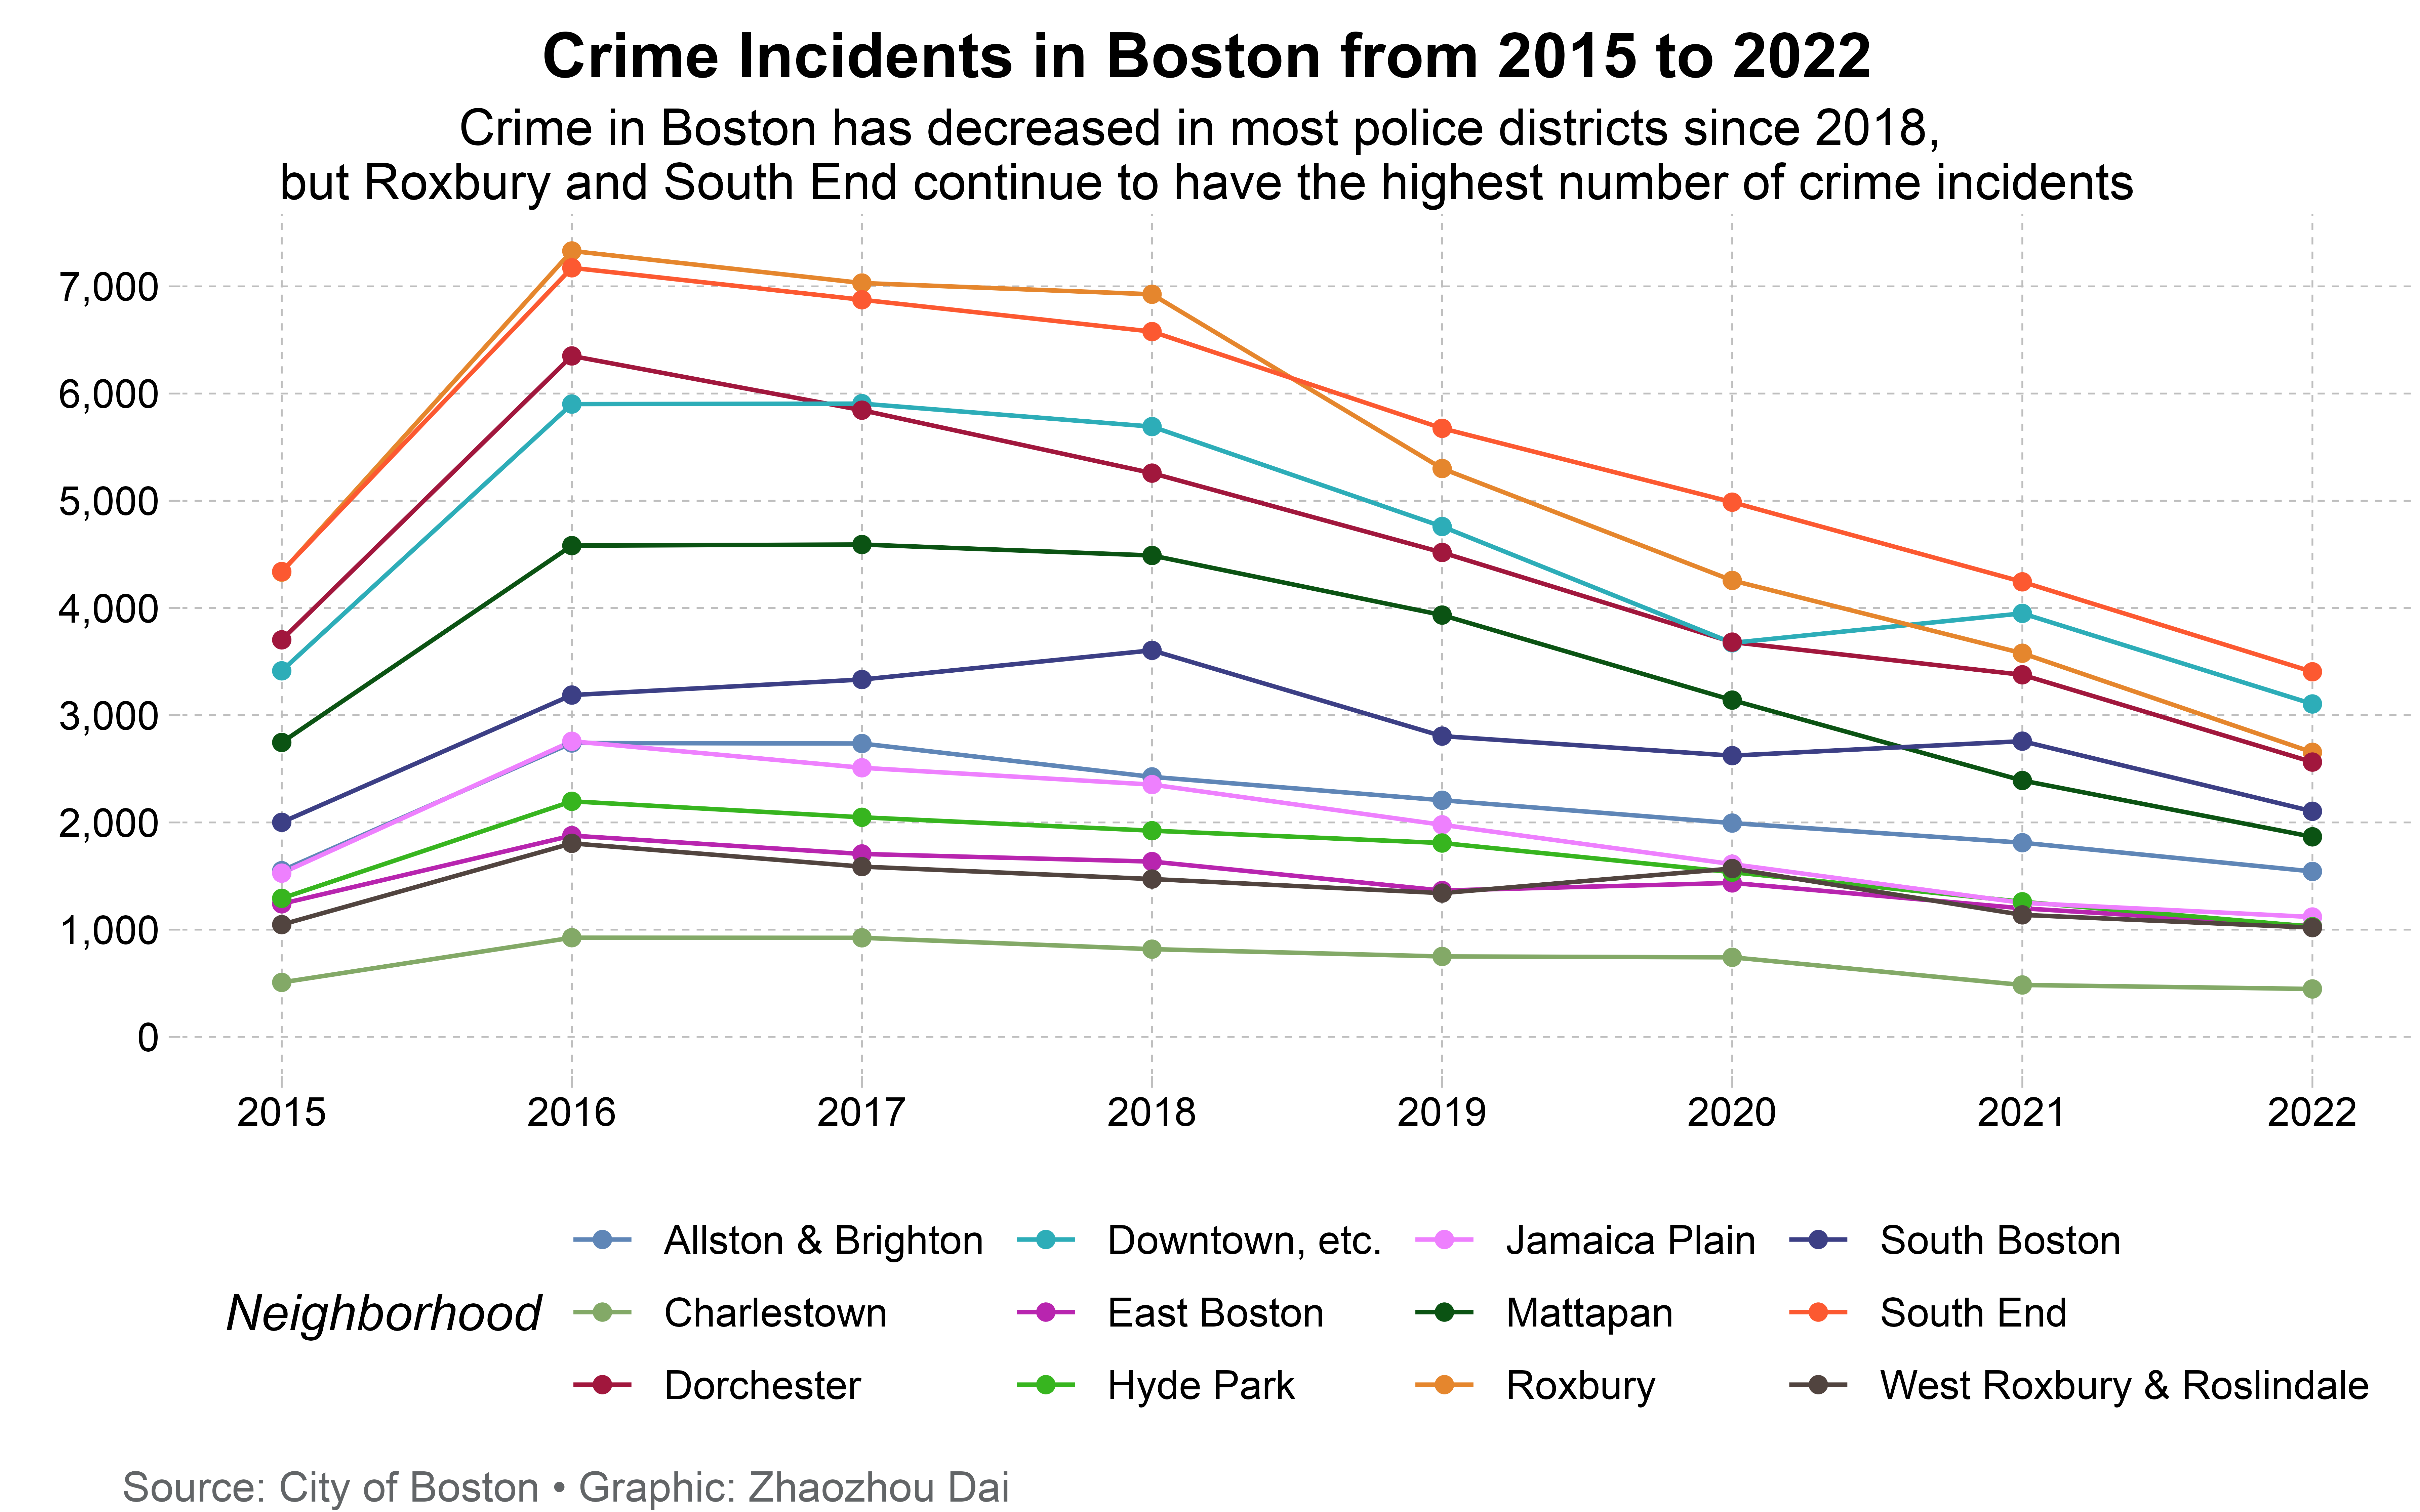 Crime Incidents in Boston from 2015 to 2022
Crime in Boston has decreased in most police districts since 2018,
but Roxbury and South End continue to have the highest number of crime incidents
7,000
6,000
5,000
4,000
3,000
2,000
1,000
0
2015 2016 2017 2018 2019 2020 2021 2022
Neighborhood
Allston & Brighton Downtown, etc. Jamaica Plain South Boston
Charlestown East Boston Mattapan South End
Dorchester Hyde Park Roxbury West Roxbury & Roslindale
Source: City of Boston • Graphic: Zhaozhou Dai